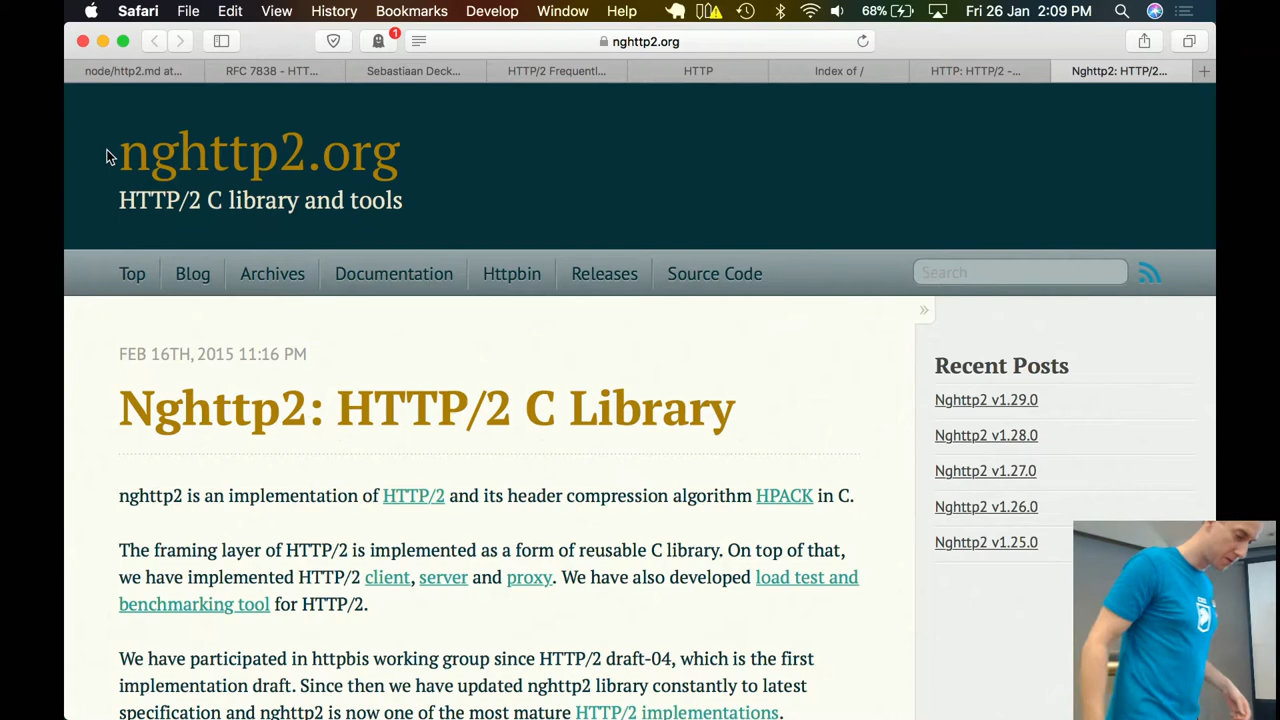 Safari File Edit View History Bookmarks Develop Window Help 68% Fri 26 Jan 2:09 PM
1
nghttp2.org
node/http2.md at... RFC 7838 - HTT... Sebastiaan Deck... HTTP/2 Frequentl... HTTP Index of / HTTP: HTTP/2 -... Nghttp2: HTTP/2...
nghttp2.org
HTTP/2 C library and tools
Top Blog Archives Documentation Httpbin Releases Source Code Search
»
FEB 16TH, 2015 11:16 PM
Nghttp2: HTTP/2 C Library
nghttp2 is an implementation of HTTP/2 and its header compression algorithm HPACK in C.
The framing layer of HTTP/2 is implemented as a form of reusable C library. On top of that,
we have implemented HTTP/2 client, server and proxy. We have also developed load test and
benchmarking tool for HTTP/2.
We have participated in httpbis working group since HTTP/2 draft-04, which is the first
implementation draft. Since then we have updated nghttp2 library constantly to latest
specification and nghttp2 is now one of the most mature HTTP/2 implementations.
Recent Posts
Nghttp2 v1.29.0
Nghttp2 v1.28.0
Nghttp2 v1.27.0
Nghttp2 v1.26.0
Nghttp2 v1.25.0